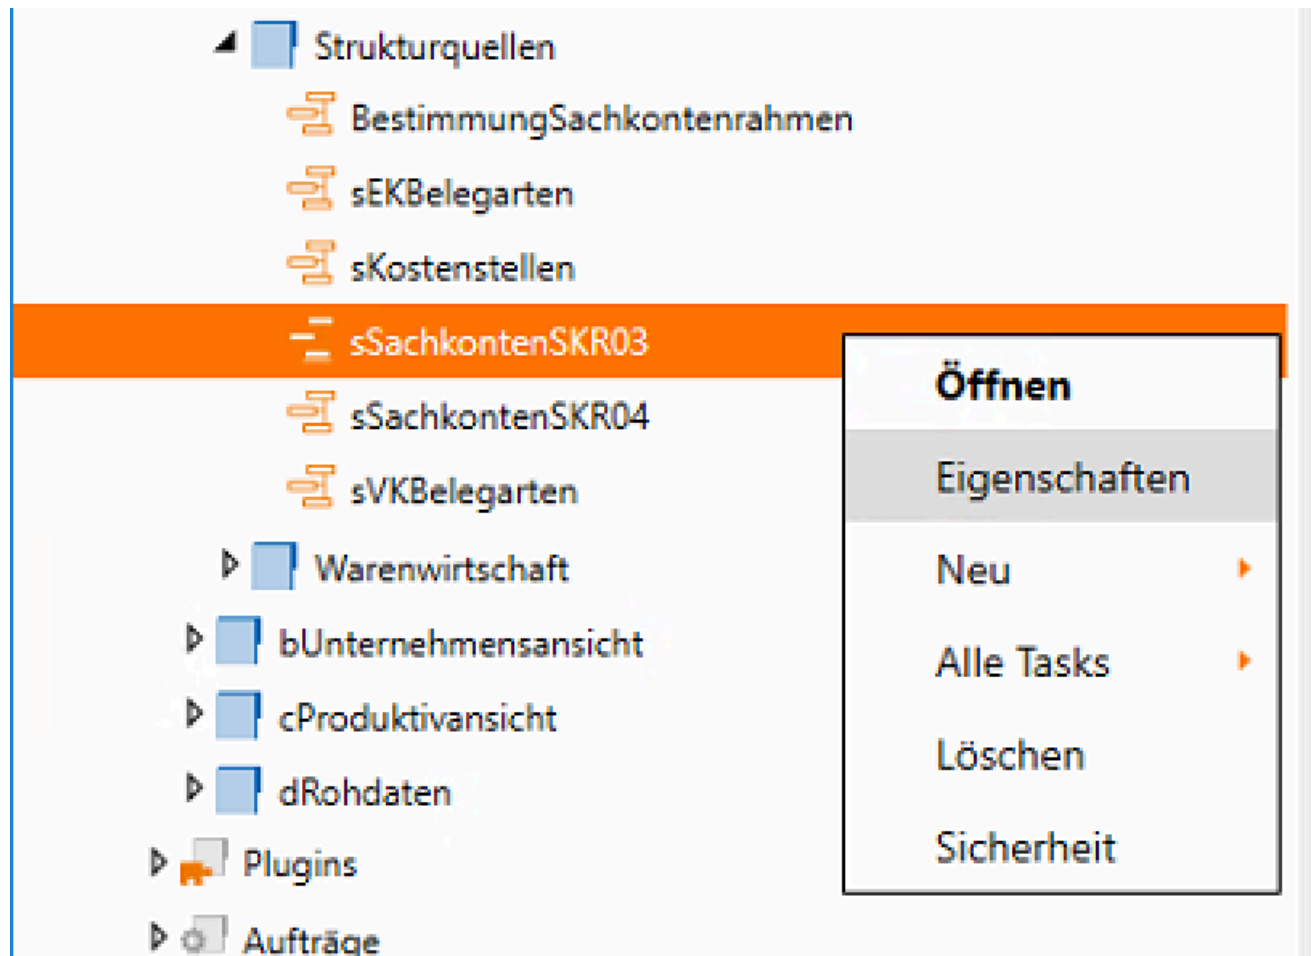 Strukturquellen
BestimmungSachkontenrahmen
sEKBelegarten
sKostenstellen
sSachkontenSKR03
sSachkontenSKR04
sVKBelegarten
Warenwirtschaft
bUnternehmensansicht
cProduktivansicht
dRohdaten
Plugins
Aufträge
Öffnen
Eigenschaften
Neu
Alle Tasks
Löschen
Sicherheit